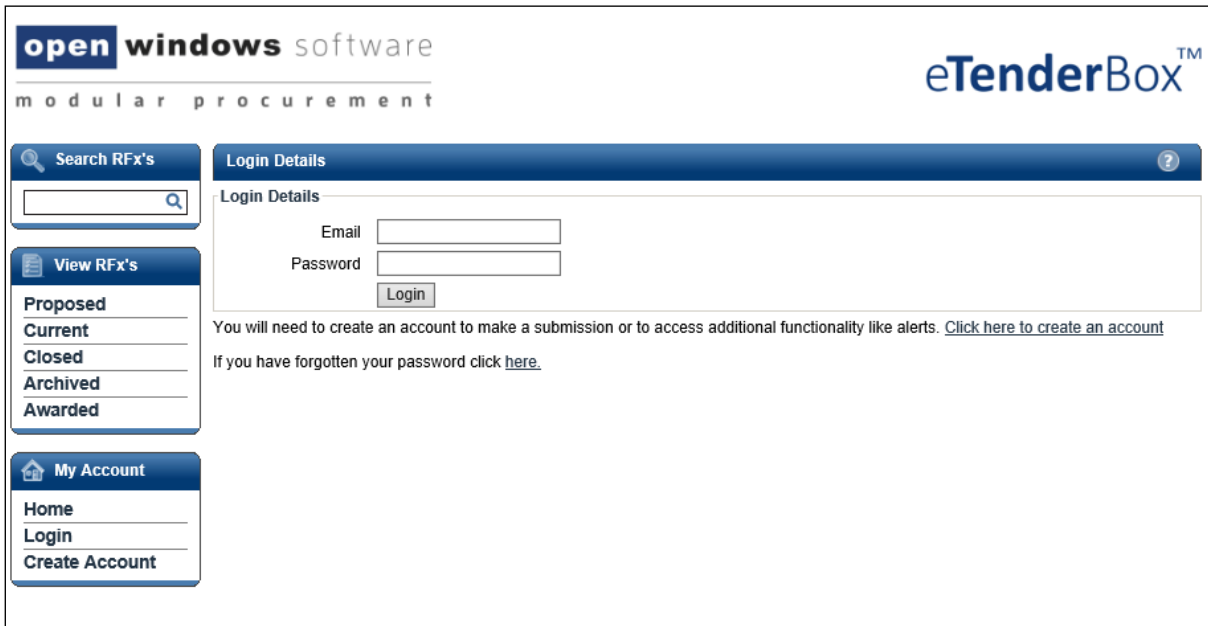 open windows software
modular procurement
eTenderBox™
Search RFx's
View RFx's
Proposed
Current
Closed
Archived
Awarded
My Account
Home
Login
Create Account
Login Details
?
Login Details
Email
Password
Login
You will need to create an account to make a submission or to access additional functionality like alerts. Click here to create an account
If you have forgotten your password click here.